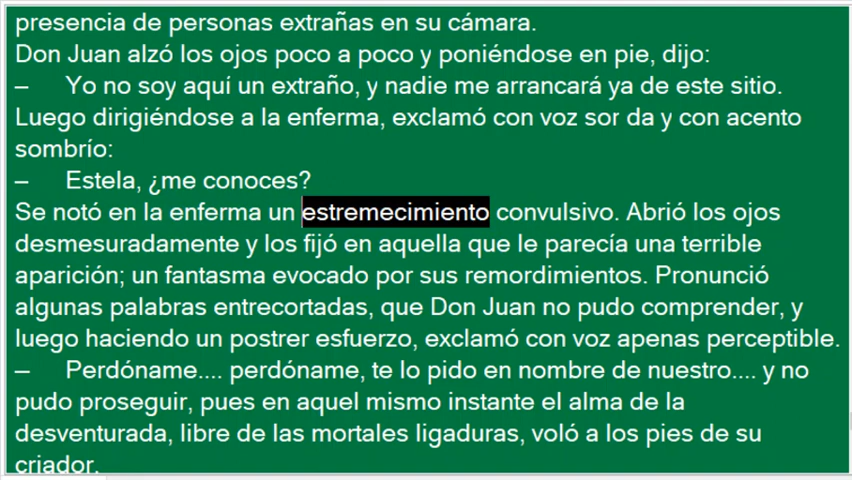 presencia de personas extrañas en su cámara.
Don Juan alzó los ojos poco a poco y poniéndose en pie, dijo:
– Yo no soy aquí un extraño, y nadie me arrancará ya de este sitio.
Luego dirigiéndose a la enferma, exclamó con voz sor da y con acento
sombrío:
– Estela, ¿me conoces?
Se notó en la enferma un estremecimiento convulsivo. Abrió los ojos
desmesuradamente y los fijó en aquella que le parecía una terrible
aparición; un fantasma evocado por sus remordimientos. Pronunció
algunas palabras entrecortadas, que Don Juan no pudo comprender, y
luego haciendo un postrer esfuerzo, exclamó con voz apenas perceptible.
– Perdóname.... perdóname, te lo pido en nombre de nuestro.... y no
pudo proseguir, pues en aquel mismo instante el alma de la
desventurada, libre de las mortales ligaduras, voló a los pies de su
criador.